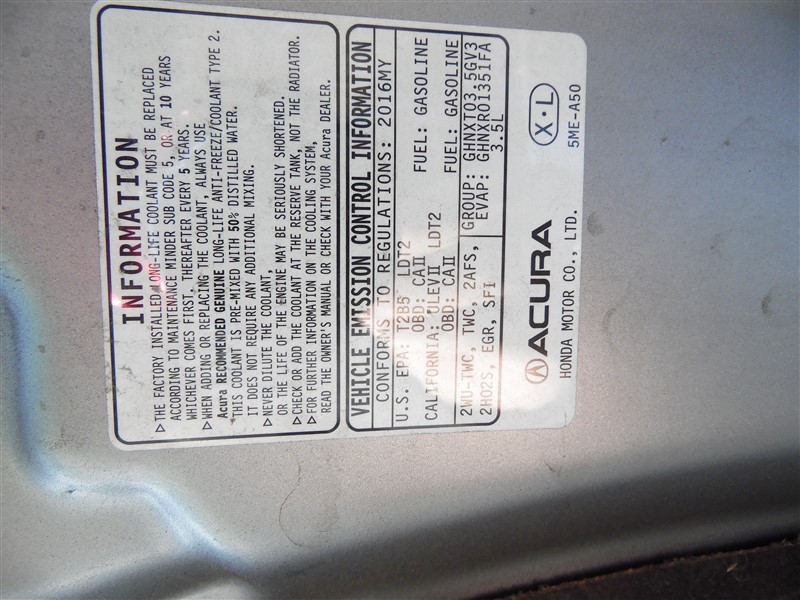 INFORMATION
▷ THE FACTORY INSTALLED LONG-LIFE COOLANT MUST BE REPLACED
ACCORDING TO MAINTENANCE MINDER SUB CODE 5, OR AT 10 YEARS
WHICHEVER COMES FIRST. THEREAFTER EVERY 5 YEARS.
▷ WHEN ADDING OR REPLACING THE COOLANT, ALWAYS USE
Acura RECOMMENDED GENUINE LONG-LIFE ANTI-FREEZE/COOLANT TYPE 2.
THIS COOLANT IS PRE-MIXED WITH 50% DISTILLED WATER.
IT DOES NOT REQUIRE ANY ADDITIONAL MIXING.
▷ NEVER DILUTE THE COOLANT,
OR THE LIFE OF THE ENGINE MAY BE SERIOUSLY SHORTENED.
▷ CHECK OR ADD THE COOLANT AT THE RESERVE TANK, NOT THE RADIATOR.
▷ FOR FURTHER INFORMATION ON THE COOLING SYSTEM,
READ THE OWNER'S MANUAL OR CHECK WITH YOUR Acura DEALER.
VEHICLE EMISSION CONTROL INFORMATION
CONFORMS TO REGULATIONS: 2016MY
U.S. EPA: T2B5 LDT2 FUEL: GASOLINE
OBD: CAII
CALIFORNIA: ULEVII LDT2 FUEL: GASOLINE
OBD: CAII
2WU-TWC, TWC, 2AFS, GROUP: GHNXT03.5GV3
2HO2S, EGR, SFI EVAP: GHNXR01351FA
3.5L
ACURA X·L
HONDA MOTOR CO., LTD. 5ME-A50